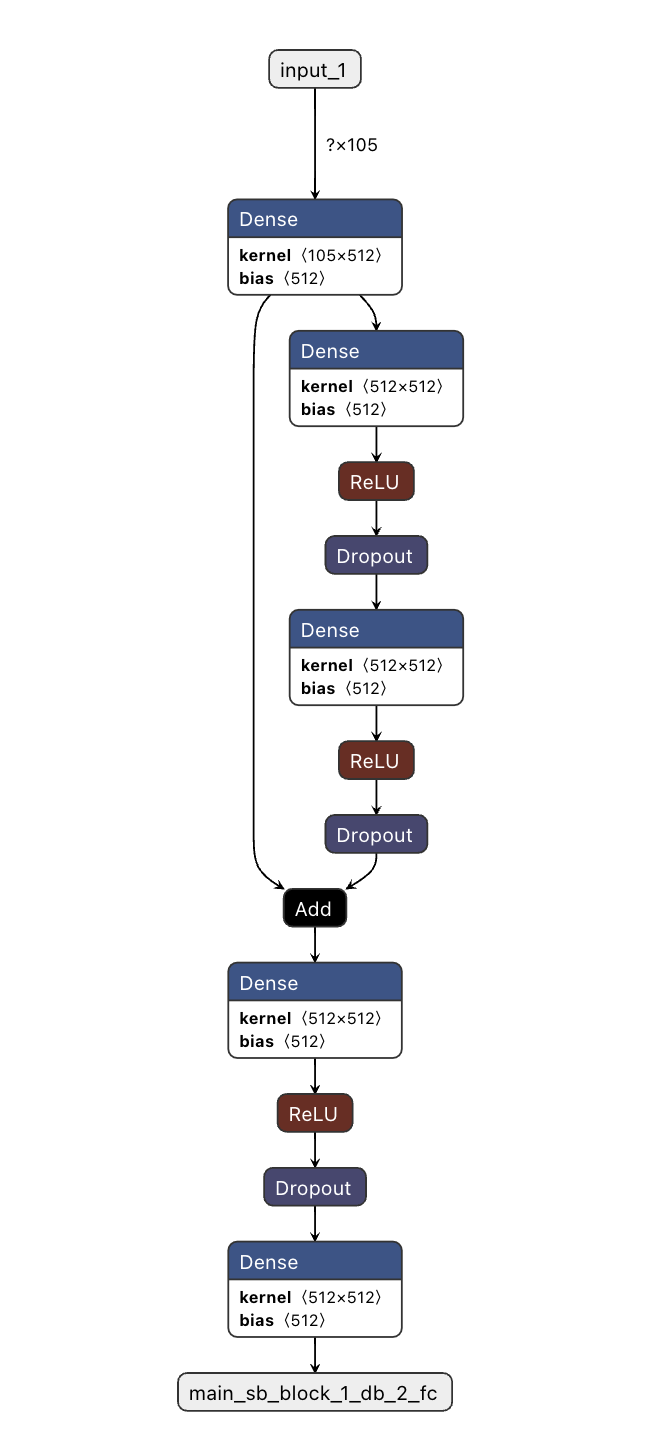 input_1
?×105
Dense
kernel 〈105×512〉
bias 〈512〉
Dense
kernel 〈512×512〉
bias 〈512〉
ReLU
Dropout
Dense
kernel 〈512×512〉
bias 〈512〉
ReLU
Dropout
Add
Dense
kernel 〈512×512〉
bias 〈512〉
ReLU
Dropout
Dense
kernel 〈512×512〉
bias 〈512〉
main_sb_block_1_db_2_fc